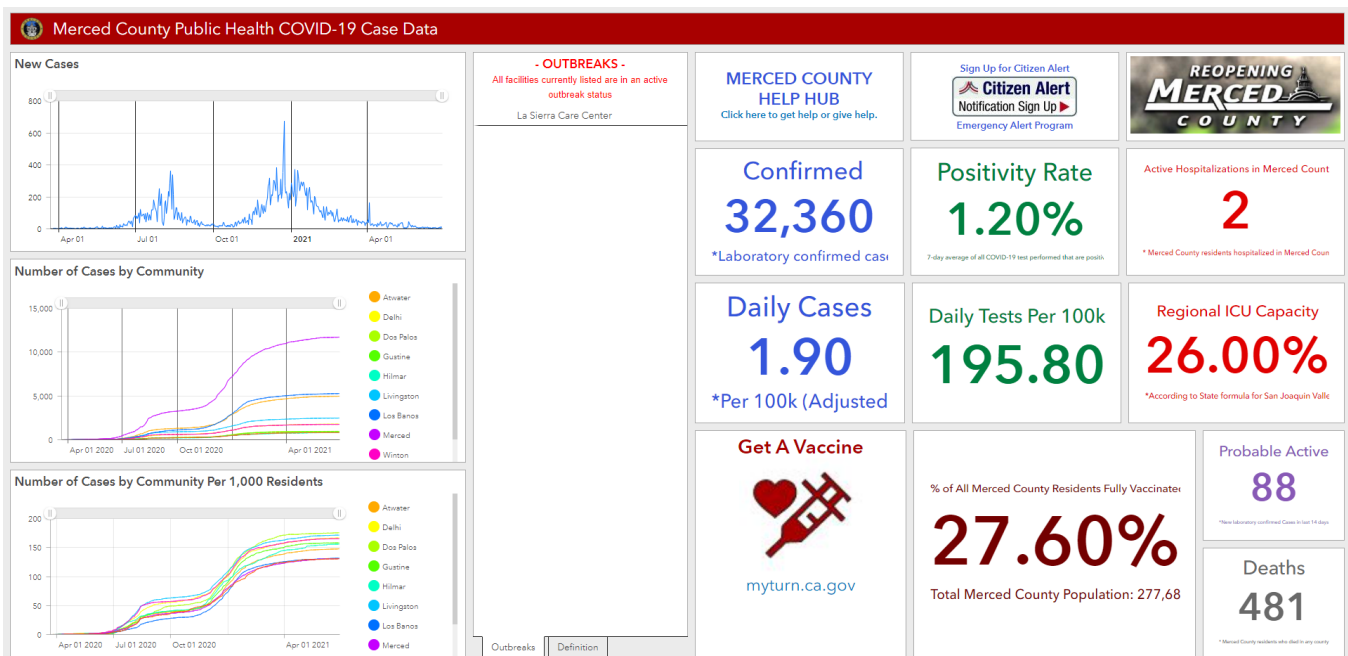 Merced County Public Health COVID-19 Case Data
New Cases
800
600
400
200
0
Apr 01
Jul 01
Oct 01
2021
Apr 01
Number of Cases by Community
15,000
10,000
5,000
0
Apr 01 2020
Jul 01 2020
Oct 01 2020
Apr 01 2021
Atwater
Delhi
Dos Palos
Gustine
Hilmar
Livingston
Los Banos
Merced
Winton
Number of Cases by Community Per 1,000 Residents
200
150
100
50
0
Apr 01 2020
Jul 01 2020
Oct 01 2020
Apr 01 2021
Atwater
Delhi
Dos Palos
Gustine
Hilmar
Livingston
Los Banos
Merced
- OUTBREAKS -
All facilities currently listed are in an active
outbreak status
La Sierra Care Center
Outbreaks
Definition
MERCED COUNTY
HELP HUB
Click here to get help or give help.
Sign Up for Citizen Alert
Citizen Alert
Notification Sign Up
Emergency Alert Program
REOPENING
MERCED
COUNTY
Confirmed
32,360
*Laboratory confirmed case
Positivity Rate
1.20%
7-day average of all COVID-19 test performed that are positiv
Active Hospitalizations in Merced Count
2
* Merced County residents hospitalized in Merced Coun
Daily Cases
1.90
*Per 100k (Adjusted
Daily Tests Per 100k
195.80
Regional ICU Capacity
26.00%
*According to State formula for San Joaquin Valle
Get A Vaccine
myturn.ca.gov
% of All Merced County Residents Fully Vaccinated
27.60%
Total Merced County Population: 277,68
Probable Active
88
*New laboratory confirmed Cases in last 14 days
Deaths
481
* Merced County residents who died in any county